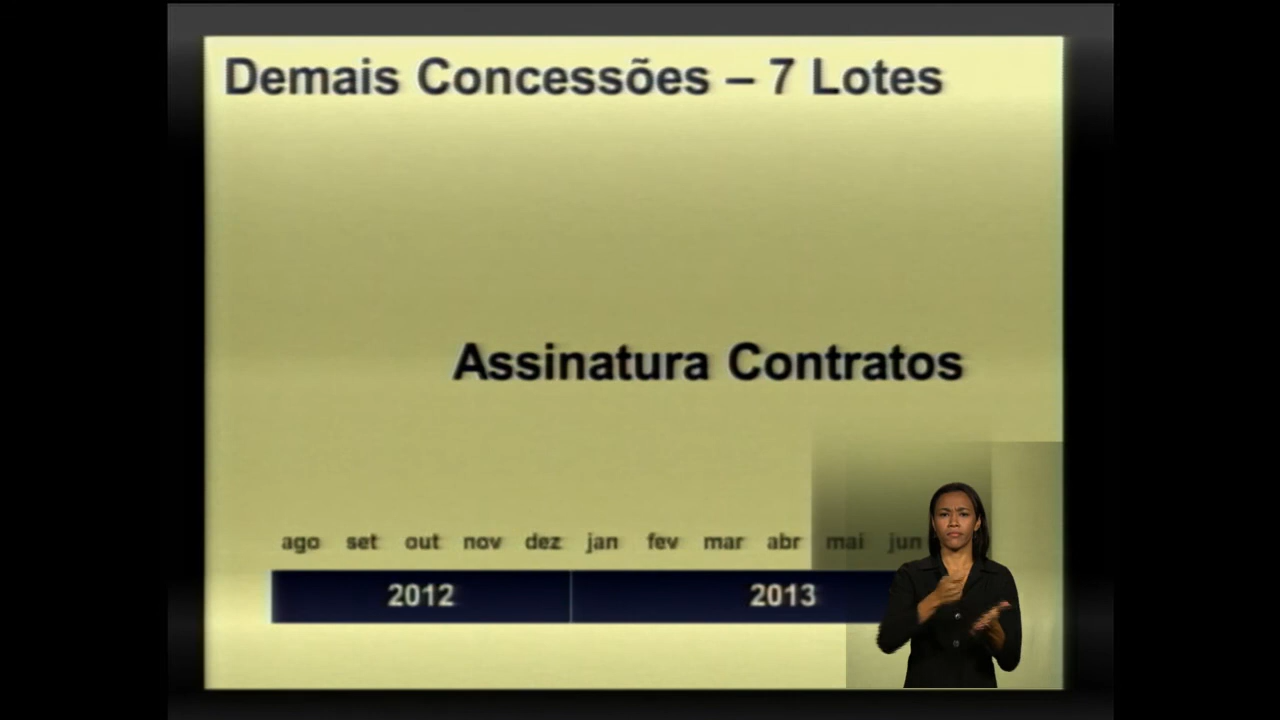 Demais Concessões – 7 Lotes
Assinatura Contratos
ago set out nov dez jan fev mar abr mai jun
2012 2013